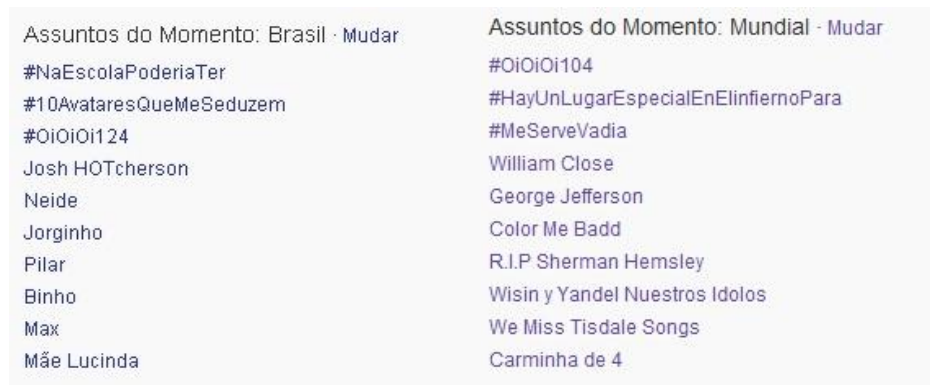 Assuntos do Momento: Brasil · Mudar
#NaEscolaPoderiaTer
#10AvataresQueMeSeduzem
#OiOiOi124
Josh HOTcherson
Neide
Jorginho
Pilar
Binho
Max
Mãe Lucinda
Assuntos do Momento: Mundial · Mudar
#OiOiOi104
#HayUnLugarEspecialEnElinfiernoPara
#MeServeVadia
William Close
George Jefferson
Color Me Badd
R.I.P Sherman Hemsley
Wisin y Yandel Nuestros Idolos
We Miss Tisdale Songs
Carminha de 4